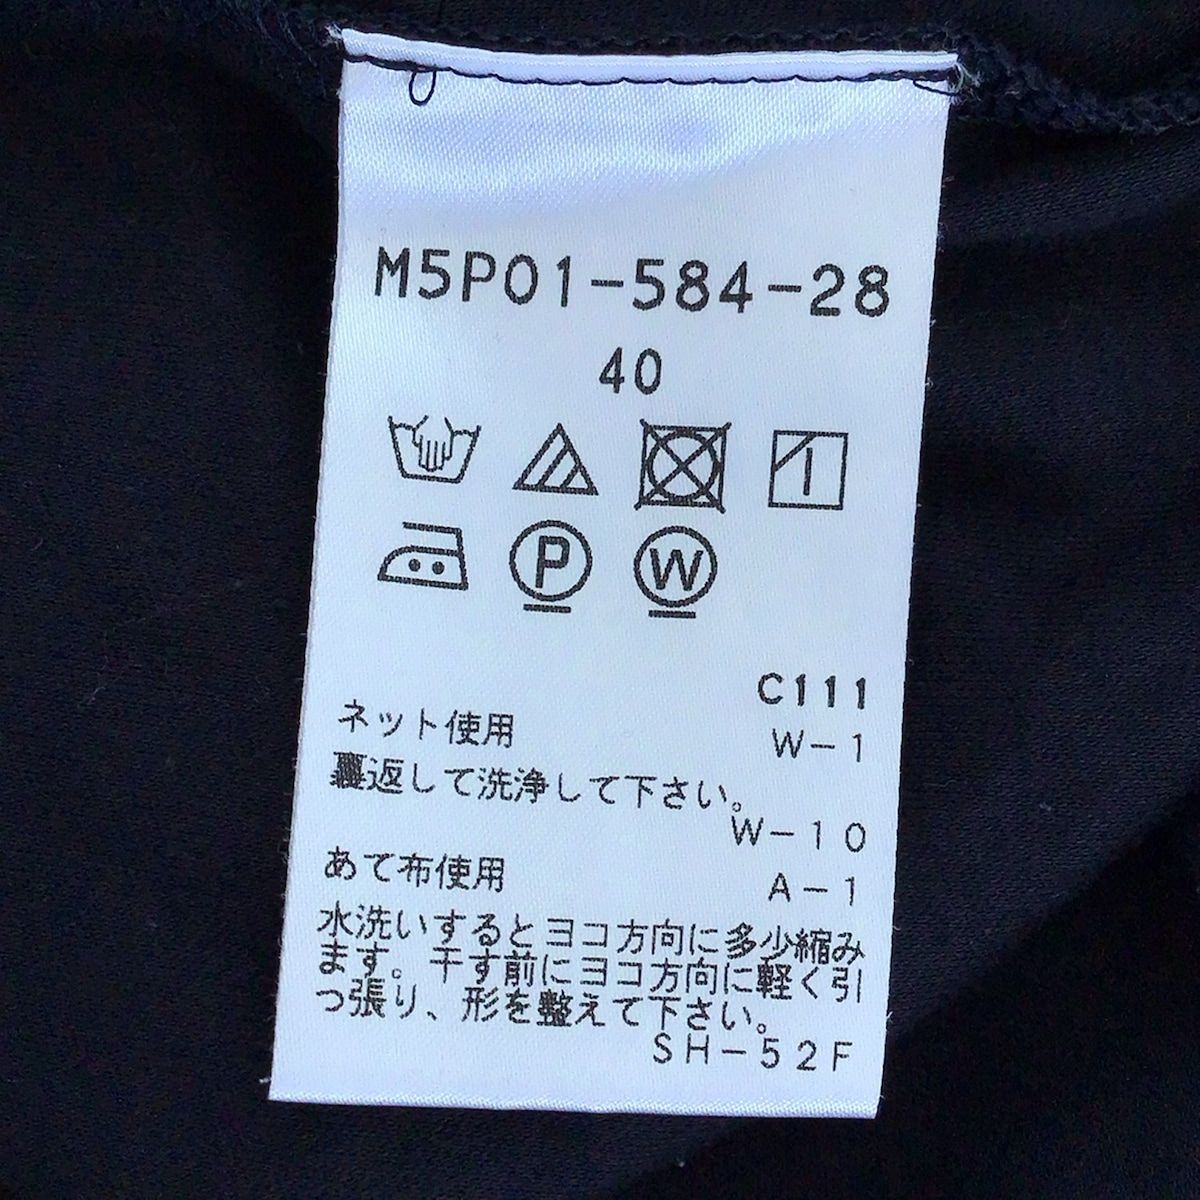 M5P01-584-28
40
P W
C111
ネット使用
W-1
裏返して洗浄して下さい。
W-10
あて布使用
A-1
水洗いするとヨコ方向に多少縮み
ます。干す前にヨコ方向に軽く引
っ張り、形を整えて下さい。
SH-52F